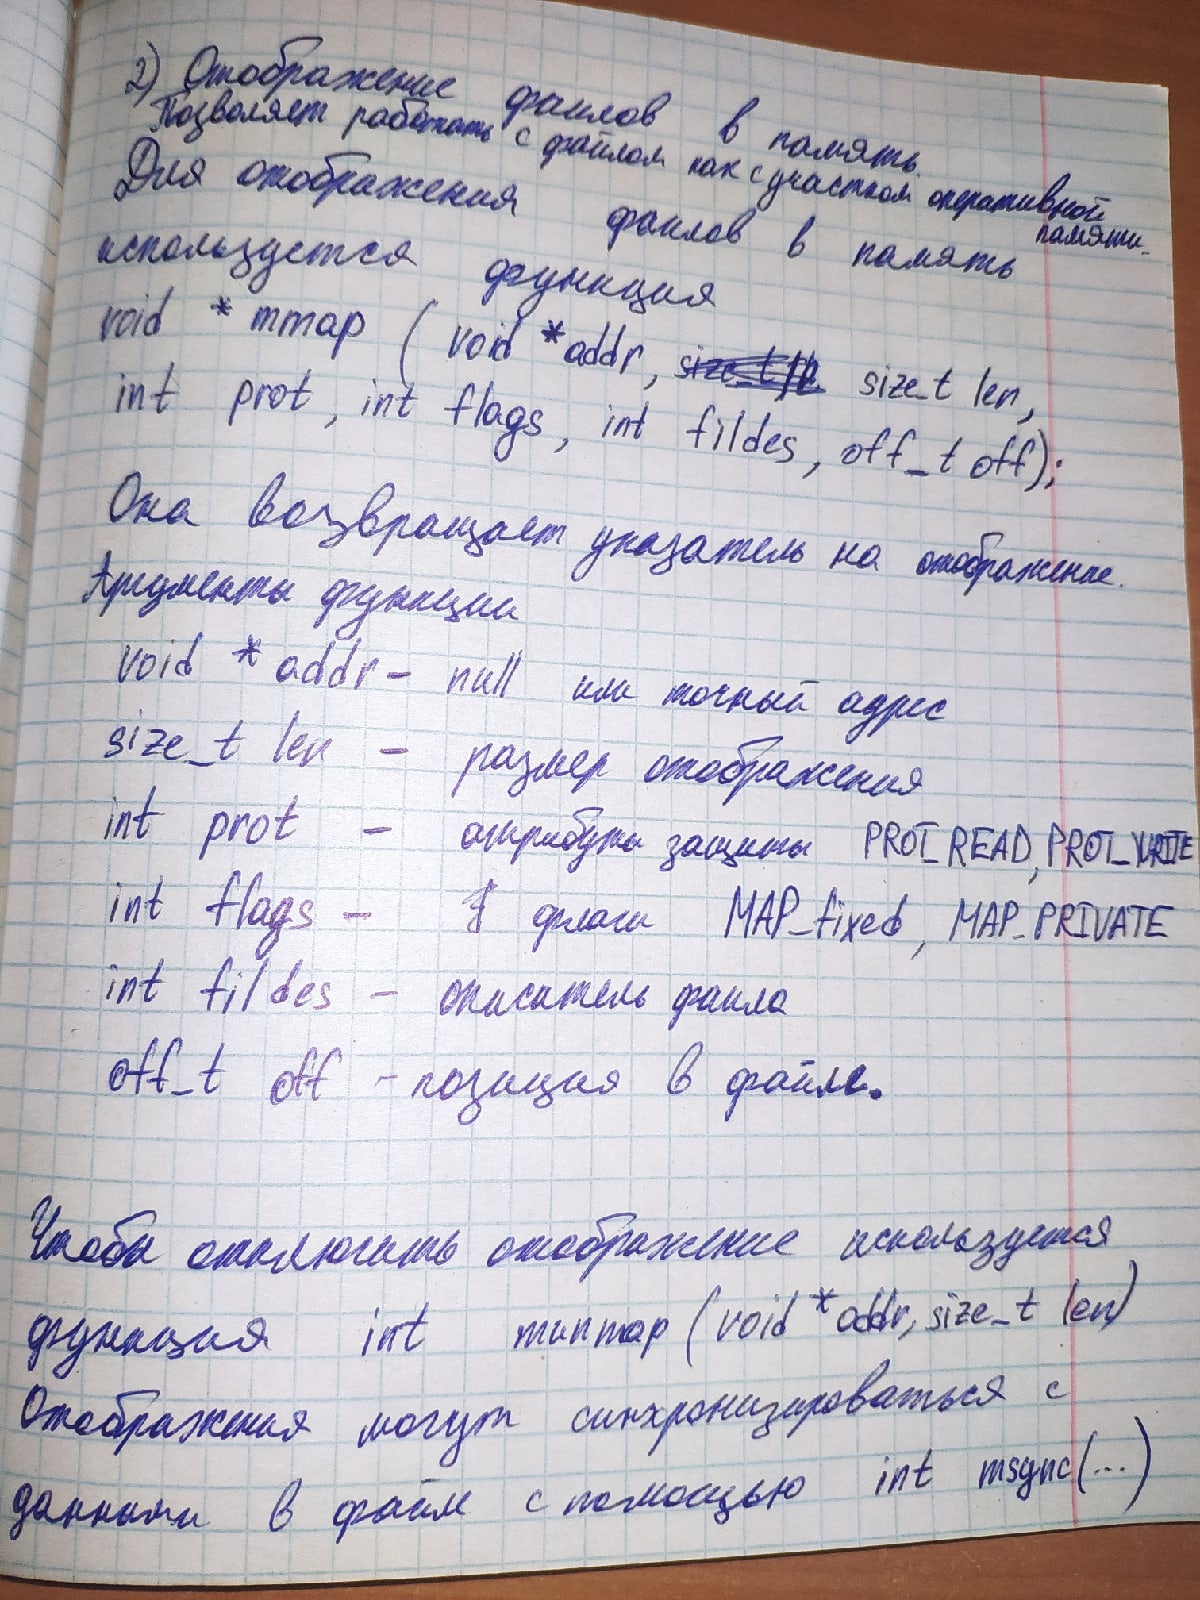 2) Отображение файлов в память.
Позволяет работать с файлом как с участком оперативной
памяти.
Для отображения файлов в память
используется функция
void * mmap ( void *addr, size_t len,
int prot, int flags, int fildes, off_t off);
Она возвращает указатель на отображение.
Аргументы функции
void * addr - null или точный адрес
size_t len - размер отображения
int prot - атрибуты защиты PROT_READ, PROT_WRITE
int flags - флаги MAP_fixed, MAP_PRIVATE
int fildes - описатель файла
off_t off - позиция в файле.
Чтобы отключить отображение используется
функция int munmap (void *addr, size_t len)
Отображения могут синхронизироваться с
данными в файле с помощью int msync(...)